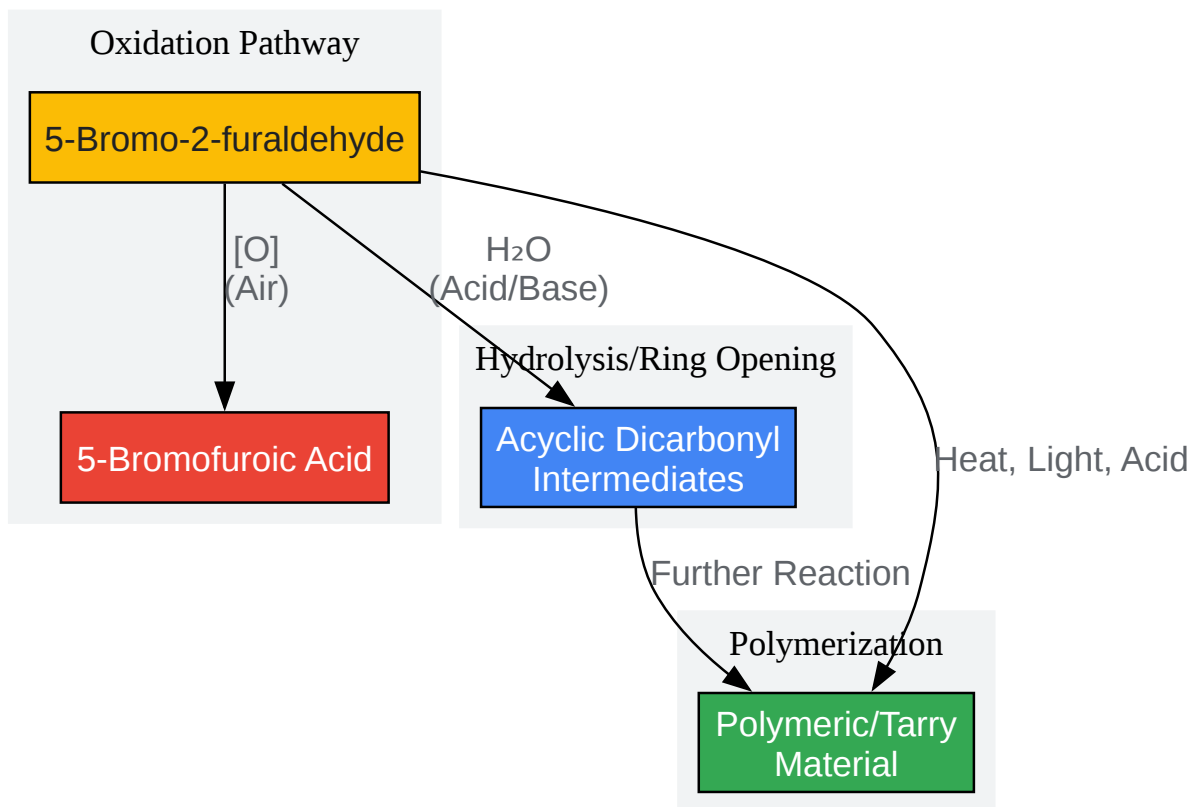 Oxidation Pathway
5-Bromo-2-furaldehyde
[O]
(Air)
H₂O
(Acid/Base)
Hydrolysis/Ring Opening
5-Bromofuroic Acid
Acyclic Dicarbonyl
Intermediates
Heat, Light, Acid
Further Reaction
Polymerization
Polymeric/Tarry
Material